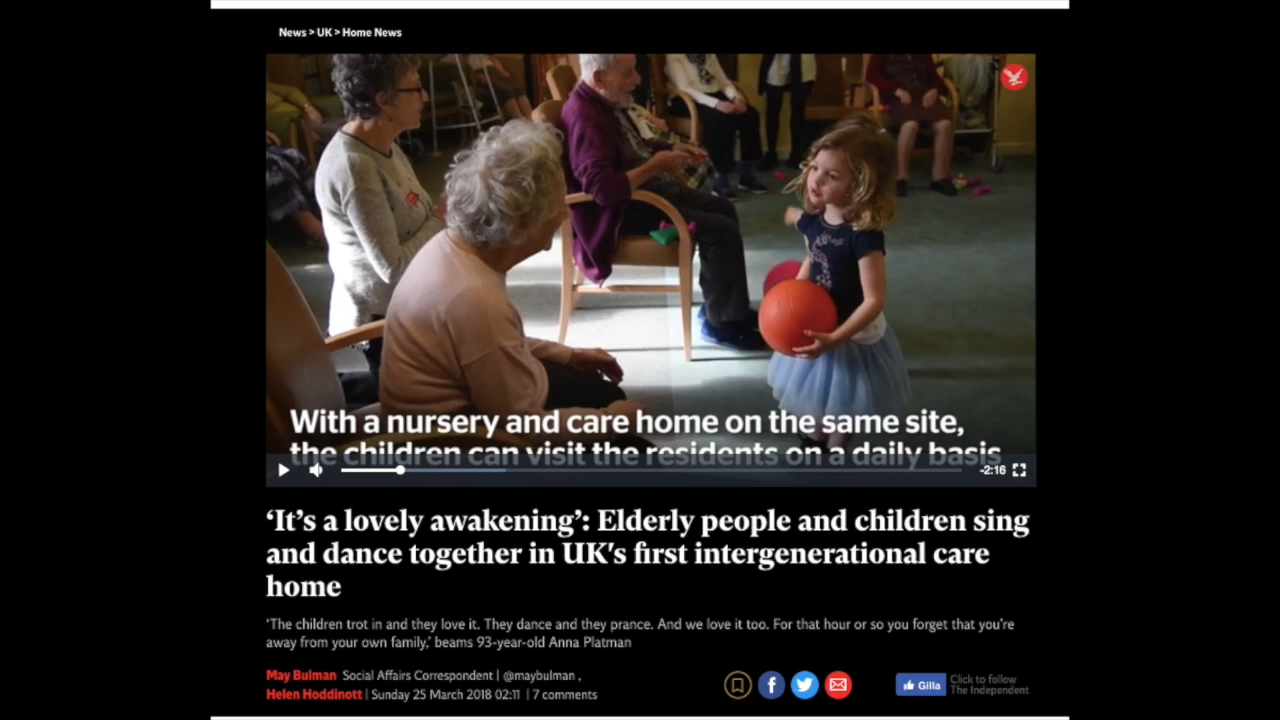 News > UK > Home News
With a nursery and care home on the same site,
the children can visit the residents on a daily basis
-2:16
‘It’s a lovely awakening’: Elderly people and children sing
and dance together in UK's first intergenerational care
home
‘The children trot in and they love it. They dance and they prance. And we love it too. For that hour or so you forget that you’re
away from your own family,’ beams 93-year-old Anna Platman
May Bulman Social Affairs Correspondent | @maybulman ,
Helen Hoddinott | Sunday 25 March 2018 02:11 | 7 comments
Gilla
Click to follow
The Independent